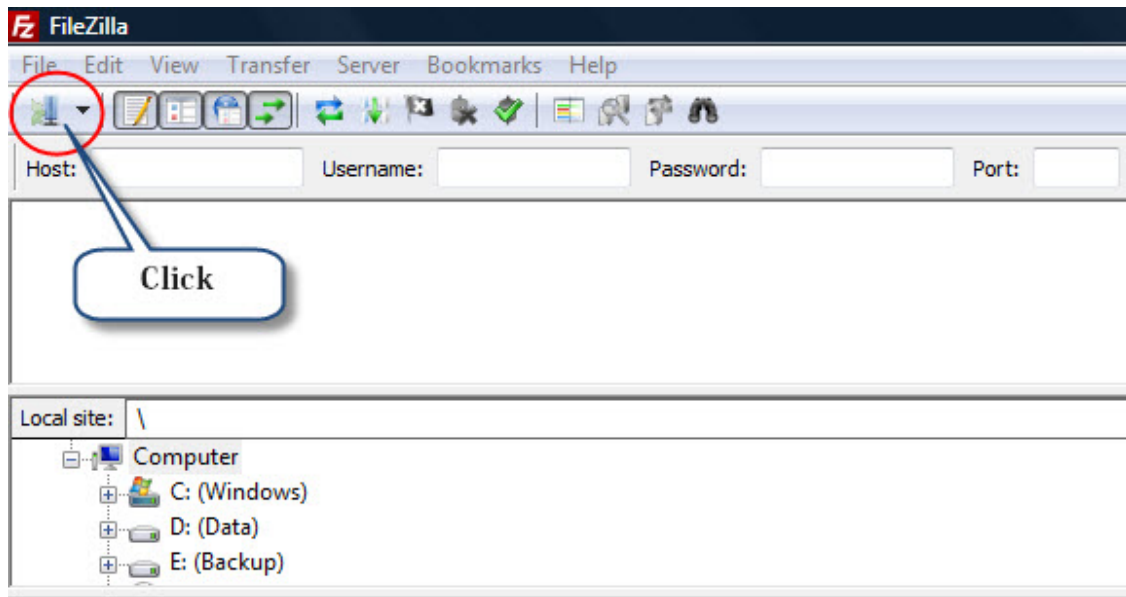 FileZilla
File Edit View Transfer Server Bookmarks Help
Host: Username: Password: Port:
Click
Local site: \
Computer
C: (Windows)
D: (Data)
E: (Backup)